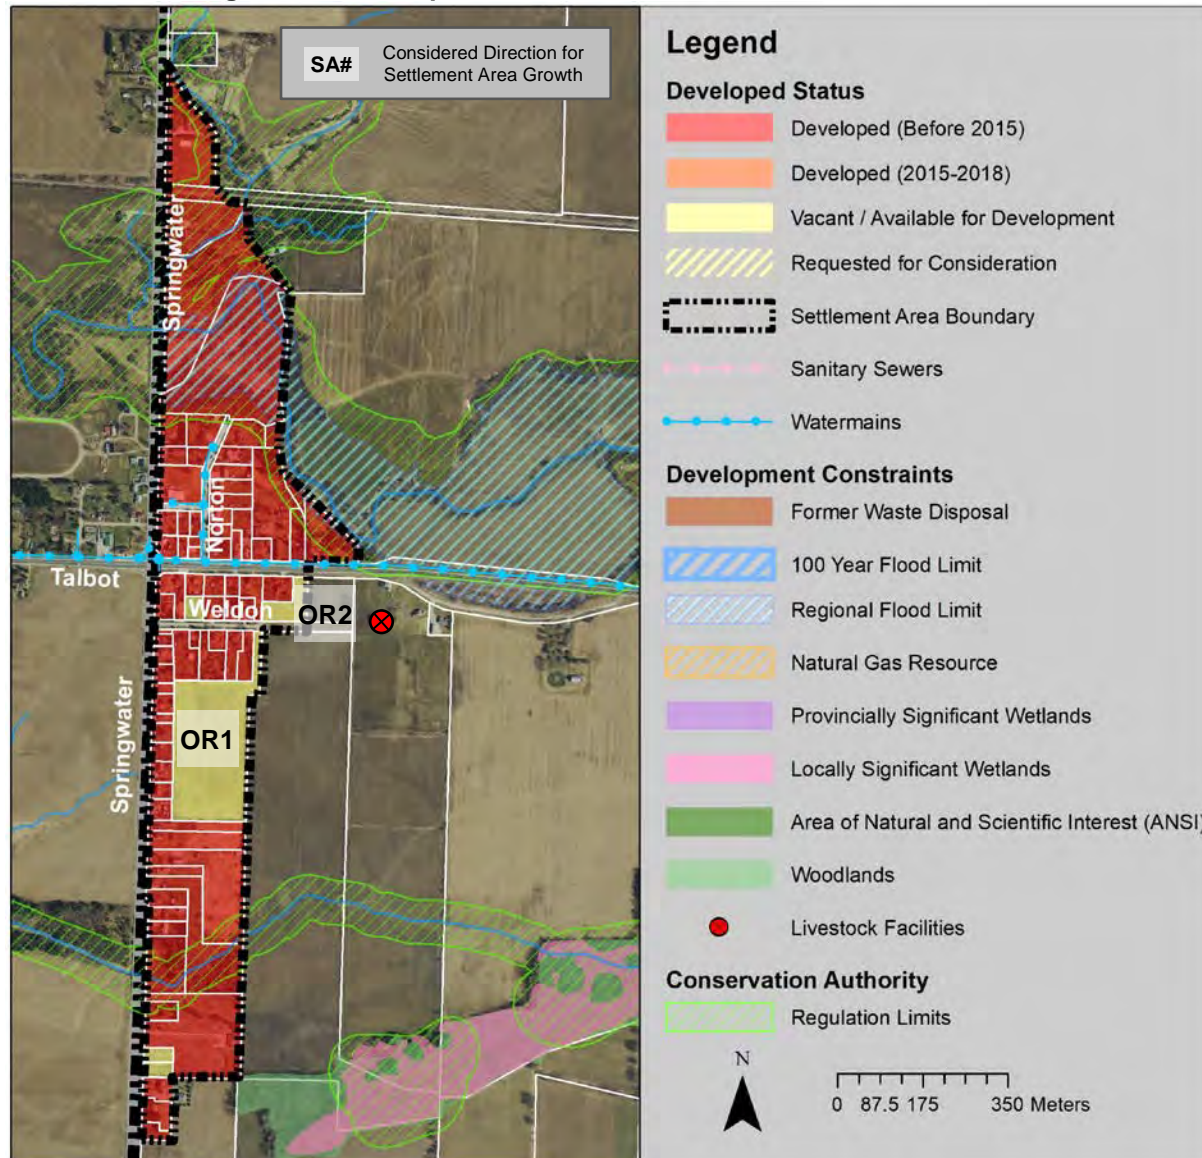 SA#
Considered Direction for
Settlement Area Growth
Springwater
Norton
Talbot
Weldon
OR2
Springwater
OR1
Legend
Developed Status
Developed (Before 2015)
Developed (2015-2018)
Vacant / Available for Development
Requested for Consideration
Settlement Area Boundary
Sanitary Sewers
Watermains
Development Constraints
Former Waste Disposal
100 Year Flood Limit
Regional Flood Limit
Natural Gas Resource
Provincially Significant Wetlands
Locally Significant Wetlands
Area of Natural and Scientific Interest (ANSI)
Woodlands
Livestock Facilities
Conservation Authority
Regulation Limits
N
0 87.5 175 350 Meters